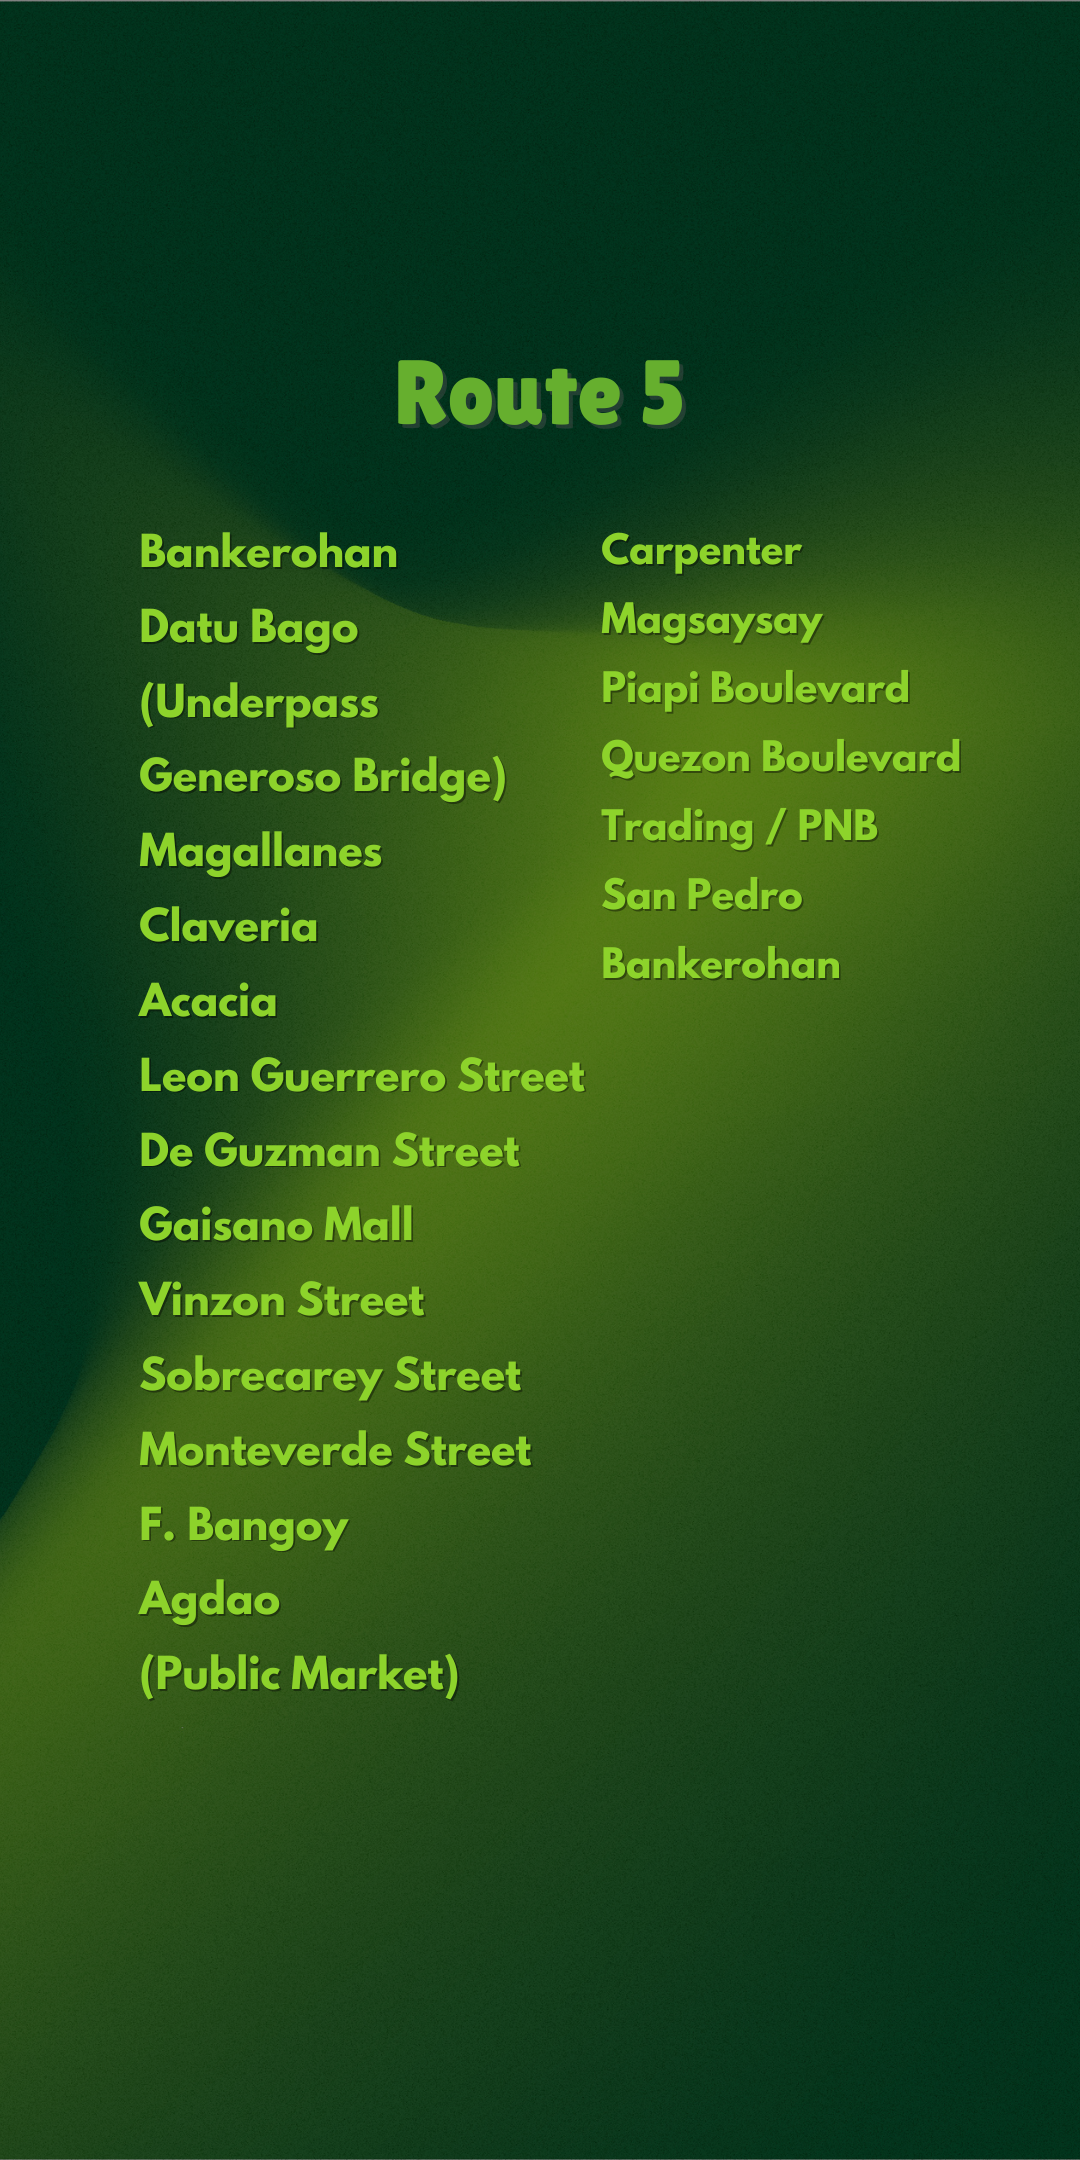 Route 5
Bankerohan
Datu Bago
(Underpass
Generoso Bridge)
Magallanes
Claveria
Acacia
Leon Guerrero Street
De Guzman Street
Gaisano Mall
Vinzon Street
Sobrecarey Street
Monteverde Street
F. Bangoy
Agdao
(Public Market)
Carpenter
Magsaysay
Piapi Boulevard
Quezon Boulevard
Trading / PNB
San Pedro
Bankerohan